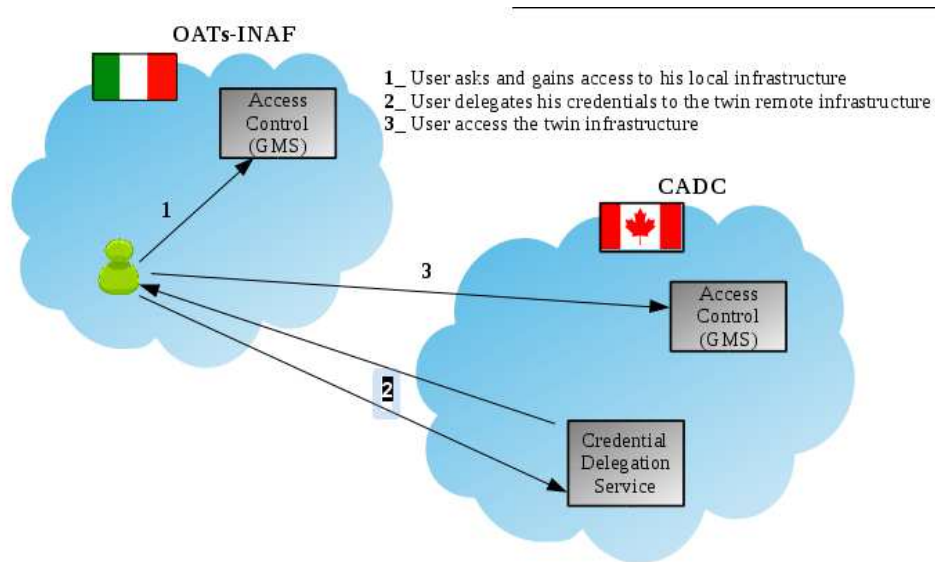 OATs-INAF
1_ User asks and gains access to his local infrastructure
2_ User delegates his credentials to the twin remote infrastructure
3_ User access the twin infrastructure
Access
Control
(GMS)
1
CADC
3
Access
Control
(GMS)
2
Credential
Delegation
Service